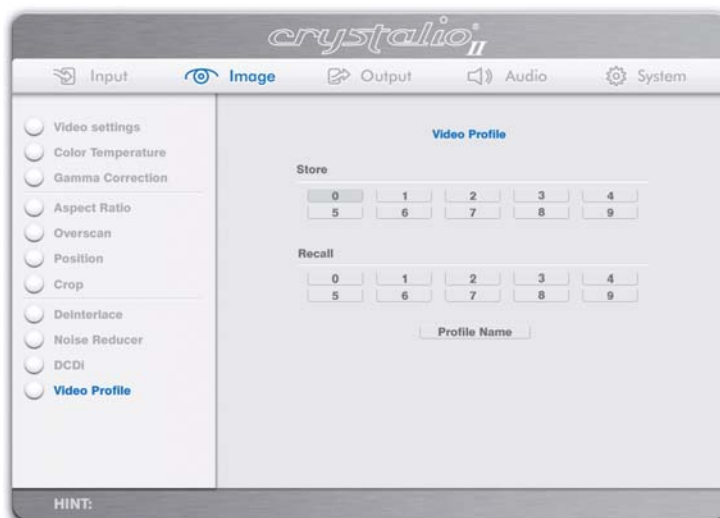 crystalio® II
Input Image Output Audio System
Video settings
Color Temperature
Gamma Correction
Aspect Ratio
Overscan
Position
Crop
Deinterlace
Noise Reducer
DCDi
Video Profile
Video Profile
Store
0 1 2 3 4
5 6 7 8 9
Recall
0 1 2 3 4
5 6 7 8 9
Profile Name
HINT: